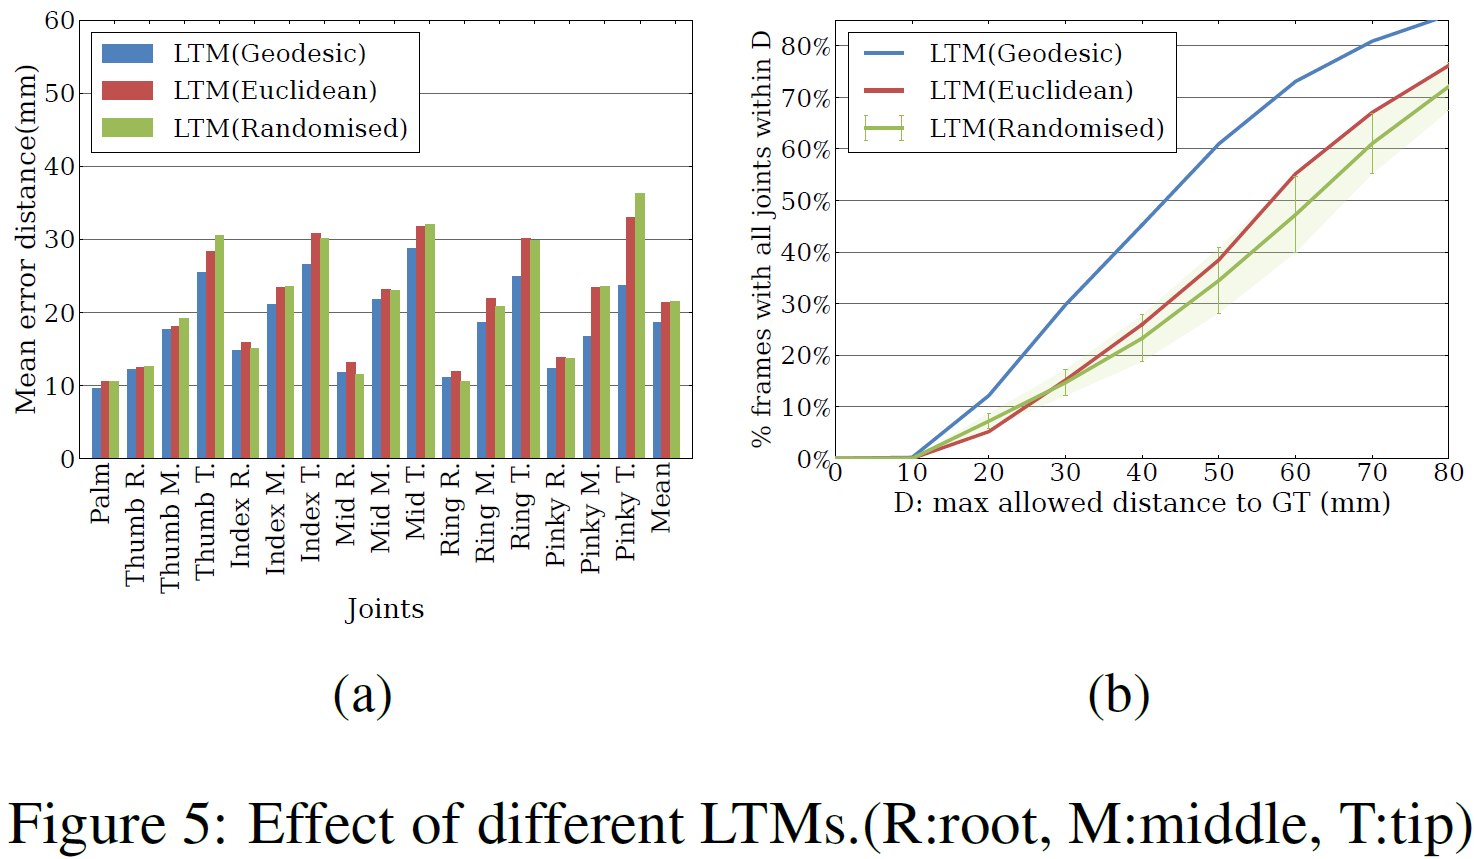 60
50
40
30
20
10
0
Mean error distance(mm)
LTM(Geodesic)
LTM(Euclidean)
LTM(Randomised)
Palm
Thumb R.
Thumb M.
Thumb T.
Index R.
Index M.
Index T.
Mid R.
Mid M.
Mid T.
Ring R.
Ring M.
Ring T.
Pinky R.
Pinky M.
Pinky T.
Mean
Joints
(a)
80%
70%
60%
50%
40%
30%
20%
10%
0%
% frames with all joints within D
LTM(Geodesic)
LTM(Euclidean)
LTM(Randomised)
0 10 20 30 40 50 60 70 80
D: max allowed distance to GT (mm)
(b)
Figure 5: Effect of different LTMs.(R:root, M:middle, T:tip)